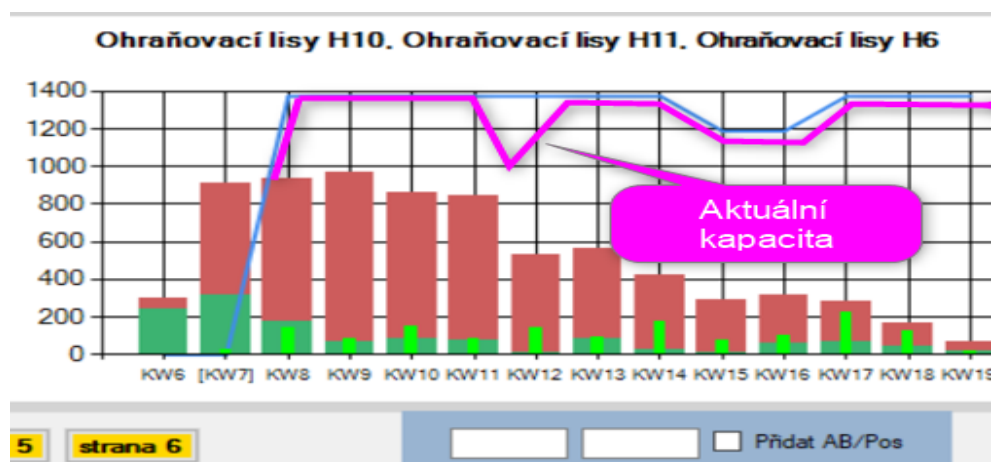 Ohraňovací lisy H10, Ohraňovací lisy H11, Ohraňovací lisy H6
1400
1200
1000
800
600
400
200
0
Aktuální
kapacita
KW6 [KW7] KW8 KW9 KW10 KW11 KW12 KW13 KW14 KW15 KW16 KW17 KW18 KW19
5 strana 6 Přidat AB/Pos